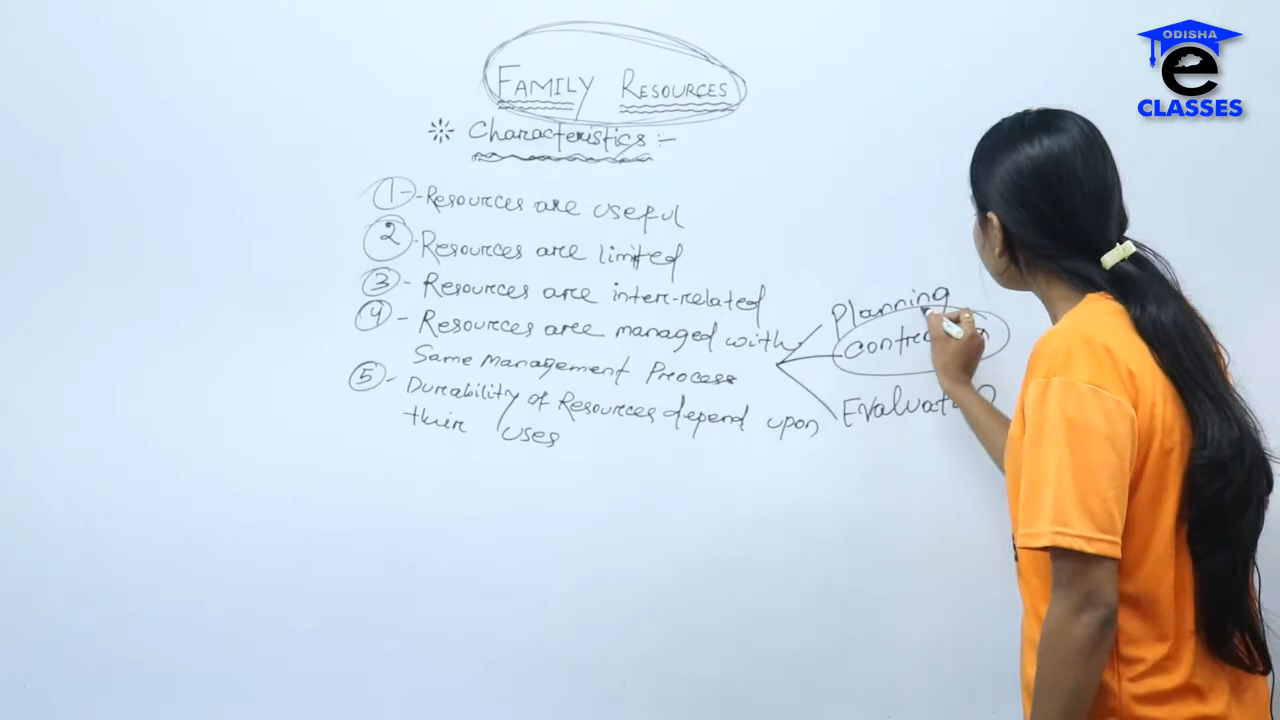 FAMILY RESOURCES
Characteristics :-
1 - Resources are useful
2 - Resources are limited
3 - Resources are inter-related
4 - Resources are managed with
Same Management Process
Planning
Evaluation
5 - Durability of Resources depend upon
their uses
ODISHA
e
CLASSES